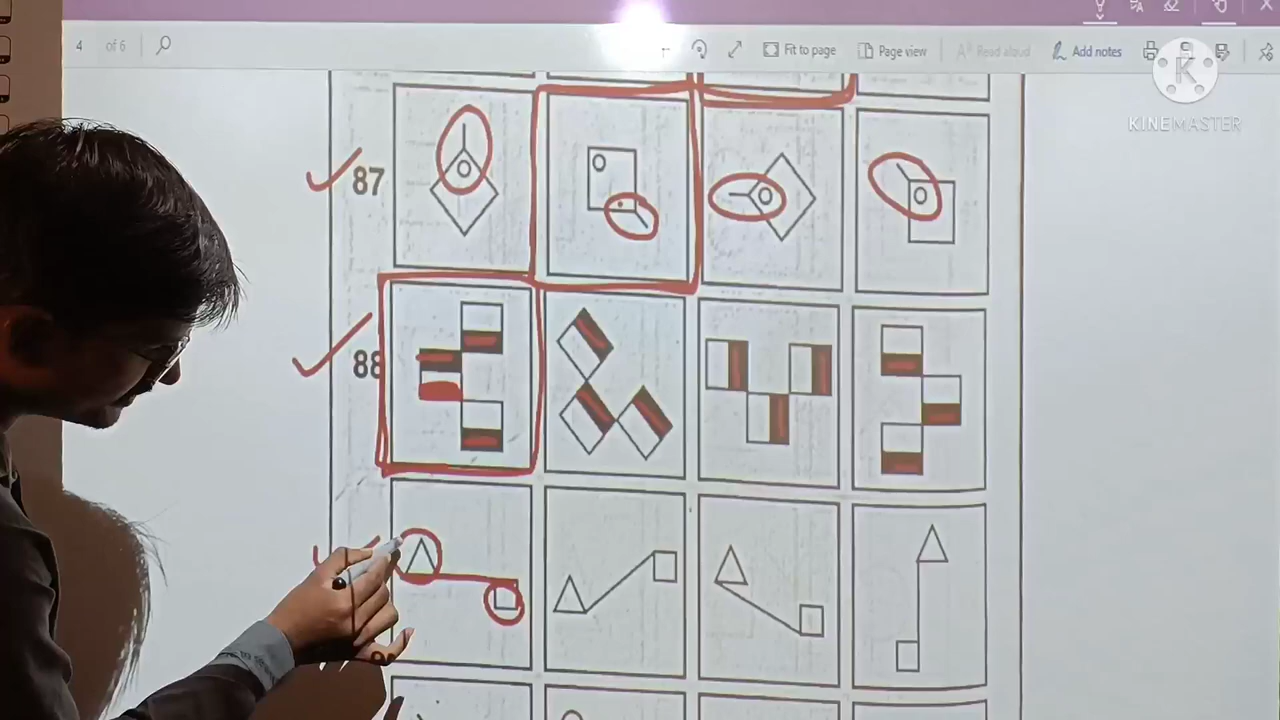 4 of 6
Fit to page
Page view
Read aloud
Add notes
K
KINEMASTER
87
88